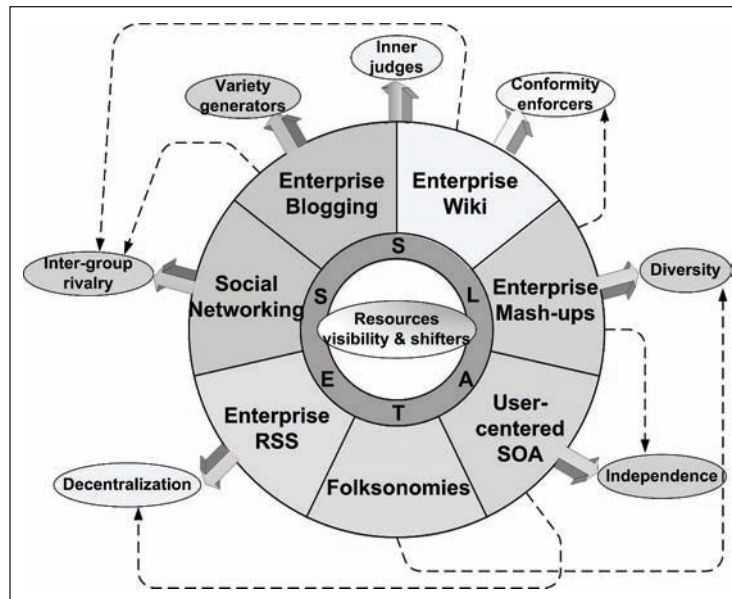 Inner
judges
Variety
generators
Conformity
enforcers
Enterprise
Blogging
Enterprise
Wiki
Inter-group
rivalry
Social
Networking
Enterprise
Mash-ups
Diversity
S
L
A
T
E
S
Resources
visibility & shifters
Enterprise
RSS
User-
centered
SOA
Folksonomies
Decentralization
Independence